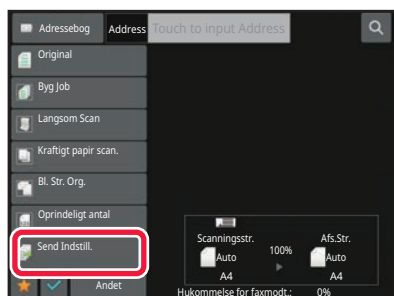 Adressebog Address Touch to input Address
Original
Byg Job
Langsom Scan
Kraftigt papir scan.
Bl. Str. Org.
Oprindeligt antal
Send Indstill.
Andet
Scanningsstr. 100% Afs.Str.
Auto Auto
A4 A4
Hukommelse for faxmodt.: 0%